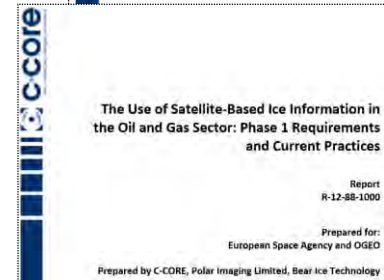 c·core
The Use of Satellite-Based Ice Information in
the Oil and Gas Sector: Phase 1 Requirements
and Current Practices
Report
R-12-88-1000
Prepared for:
European Space Agency and OGEO
Prepared by C-CORE, Polar Imaging Limited, Bear Ice Technology